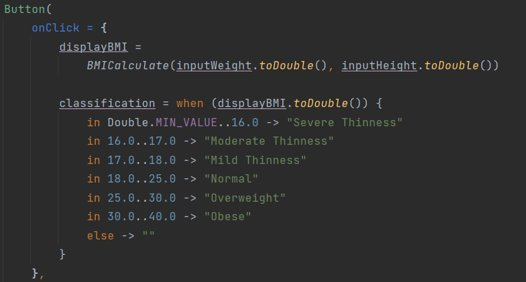 Button(
    onClick = {
        displayBMI =
            BMICalculate(inputWeight.toDouble(), inputHeight.toDouble())

        classification = when (displayBMI.toDouble()) {
            in Double.MIN_VALUE..16.0 -> "Severe Thinness"
            in 16.0..17.0 -> "Moderate Thinness"
            in 17.0..18.0 -> "Mild Thinness"
            in 18.0..25.0 -> "Normal"
            in 25.0..30.0 -> "Overweight"
            in 30.0..40.0 -> "Obese"
            else -> ""
        }
    },